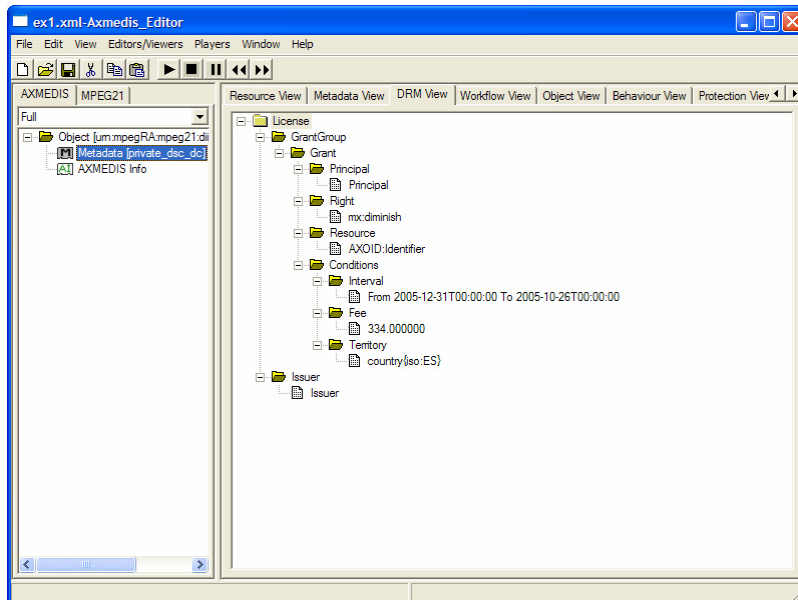 ex1.xml-Axmedis_Editor
File Edit View Editors/Viewers Players Window Help
AXMEDIS MPEG21
Resource View Metadata View DRM View Workflow View Object View Behaviour View Protection View
Full
Object [urn:mpegRA:mpeg21:dii
Metadata [private_dsc_dc]
AXMEDIS Info
License
GrantGroup
Grant
Principal
Principal
Right
mx:diminish
Resource
AXOID:Identifier
Conditions
Interval
From 2005-12-31T00:00:00 To 2005-10-26T00:00:00
Fee
334.000000
Territory
country{iso:ES}
Issuer
Issuer